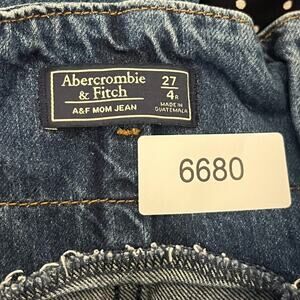 Abercrombie
& Fitch
A&F MOM JEAN
27
4R
MADE IN
GUATEMALA
6680